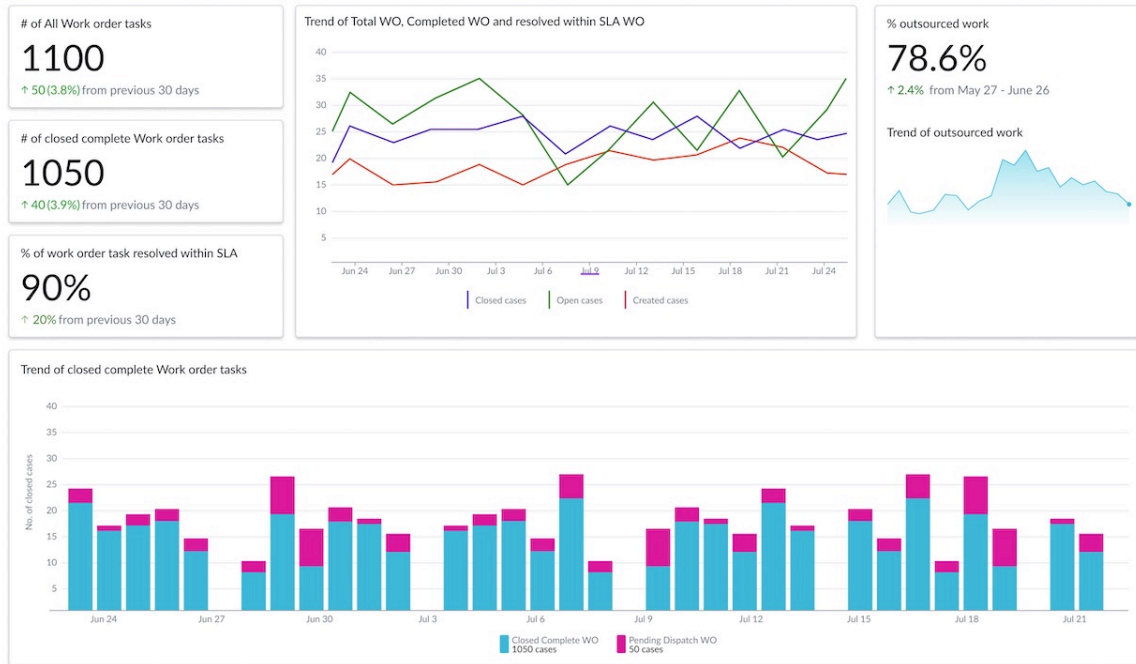 # of All Work order tasks
1100
↑ 50 (3.8%) from previous 30 days
# of closed complete Work order tasks
1050
↑ 40 (3.9%) from previous 30 days
% of work order task resolved within SLA
90%
↑ 20% from previous 30 days
Trend of Total WO, Completed WO and resolved within SLA WO
40
35
30
25
20
15
10
5
Jun 24 Jun 27 Jun 30 Jul 3 Jul 6 Jul 9 Jul 12 Jul 15 Jul 18 Jul 21 Jul 24
Closed cases Open cases Created cases
% outsourced work
78.6%
↑ 2.4% from May 27 - June 26
Trend of outsourced work
Trend of closed complete Work order tasks
No. of closed cases
40
35
30
25
20
15
10
5
Jun 24 Jun 27 Jun 30 Jul 3 Jul 6 Jul 9 Jul 12 Jul 15 Jul 18 Jul 21
Closed Complete WO Pending Dispatch WO
1050 cases 50 cases